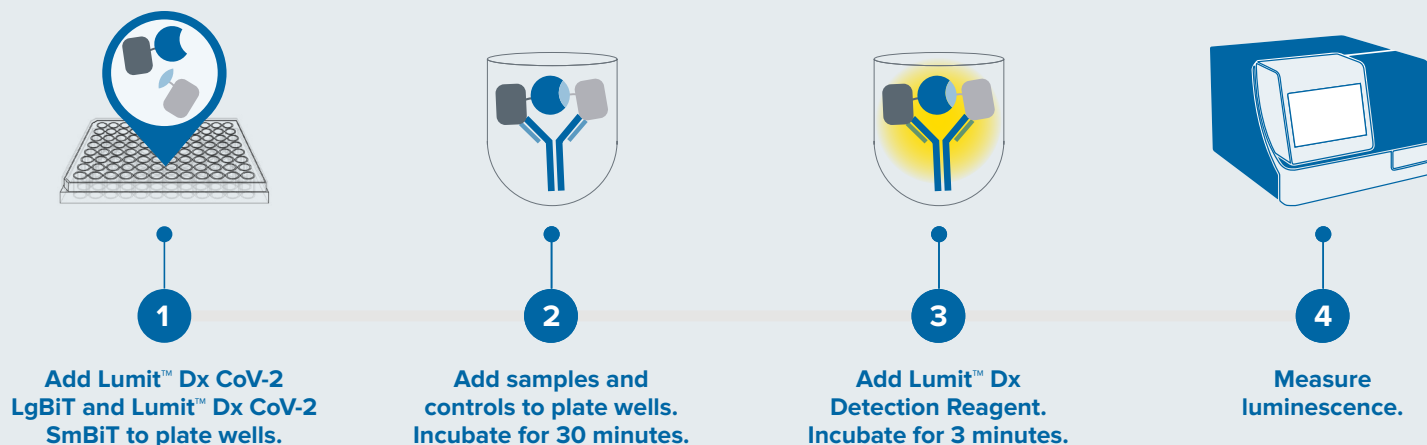 1
Add Lumit™ Dx CoV-2
LgBiT and Lumit™ Dx CoV-2
SmBiT to plate wells.
2
Add samples and
controls to plate wells.
Incubate for 30 minutes.
3
Add Lumit™ Dx
Detection Reagent.
Incubate for 3 minutes.
4
Measure
luminescence.